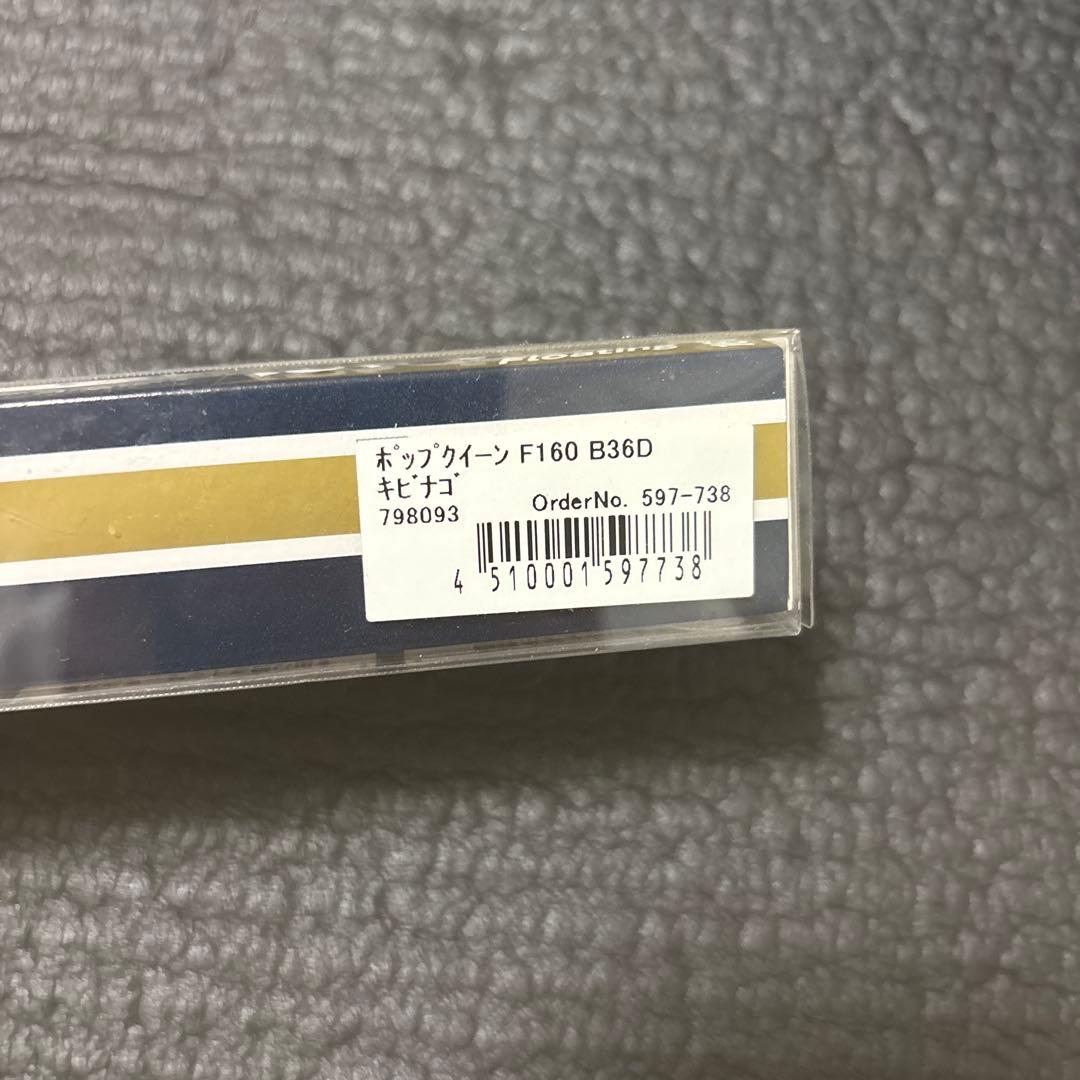 Floating
ﾎﾟｯﾌﾟｸｲｰﾝ F160 B36D
ｷﾋﾞﾅｺﾞ
OrderNo. 597-738
798093
4 510001 597738